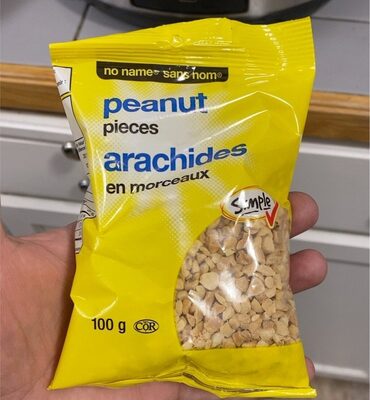 no name® sans nom®
peanut
pieces
arachides
en morceaux
Simple
100 g COR